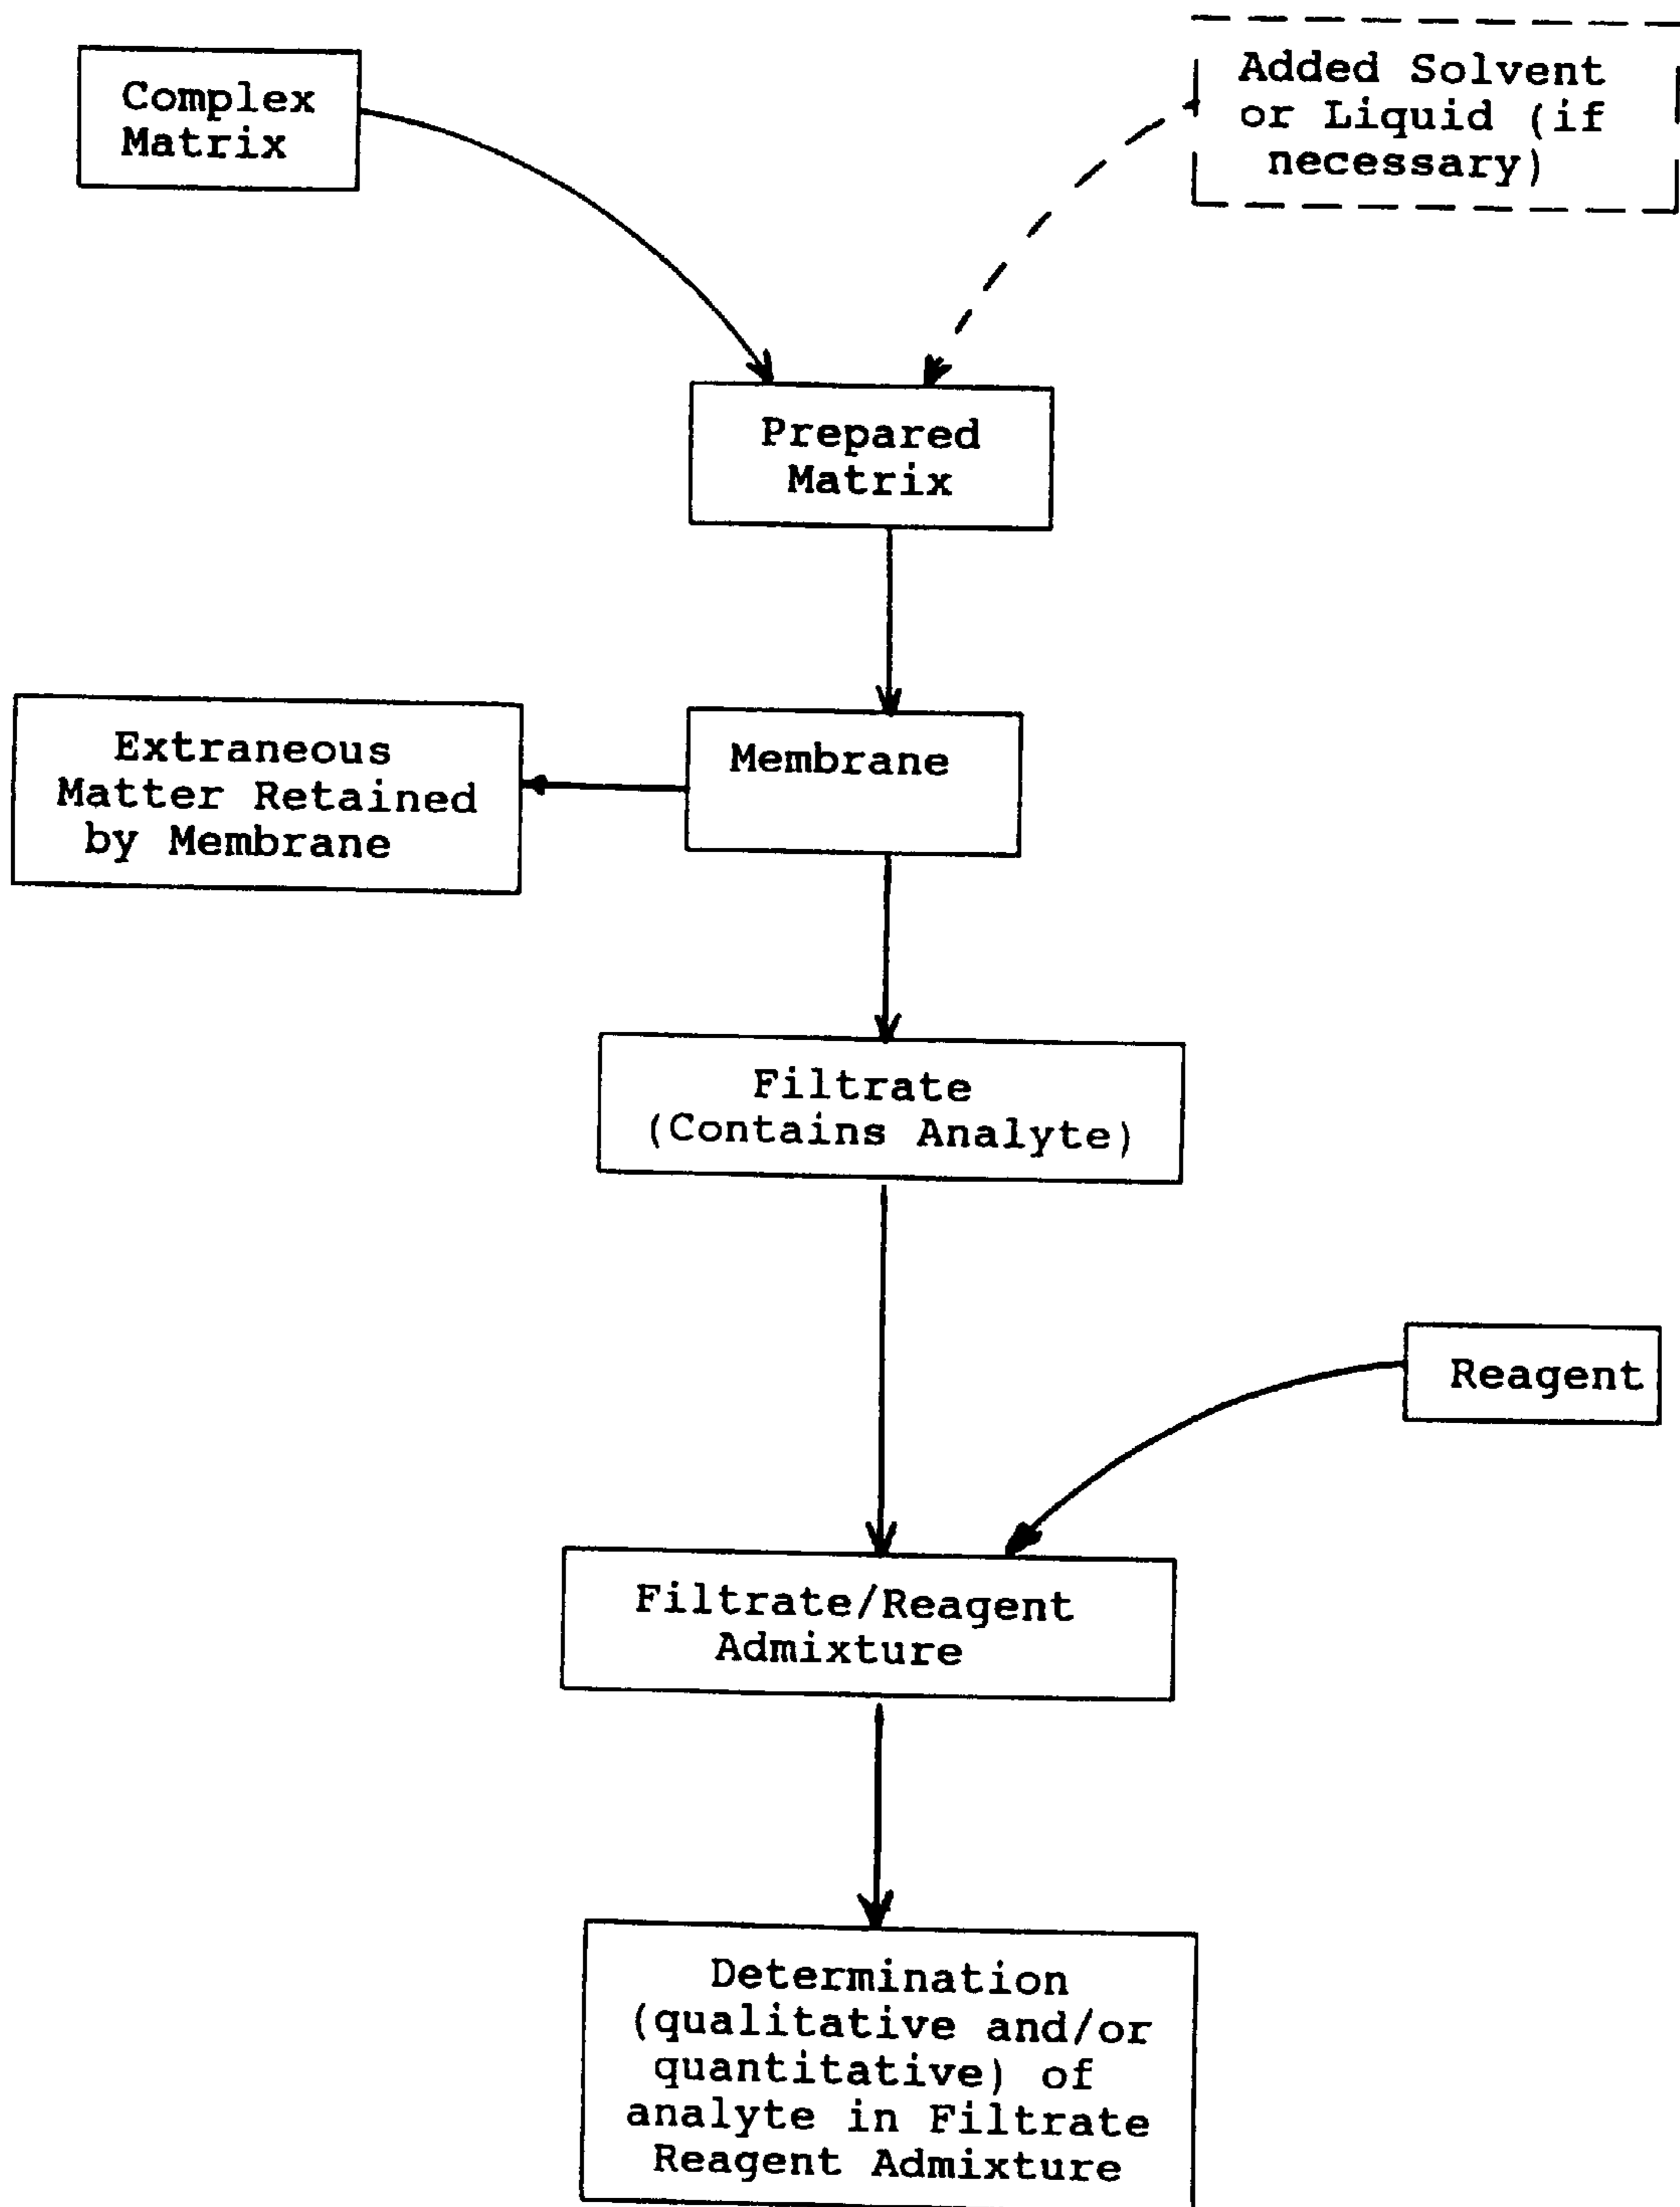 Complex
Matrix
Added Solvent
or Liquid (if
necessary)
Prepared
Matrix
Extraneous
Matter Retained
by Membrane
Membrane
Filtrate
(Contains Analyte)
Reagent
Filtrate/Reagent
Admixture
Determination
(qualitative and/or
quantitative) of
analyte in Filtrate
Reagent Admixture